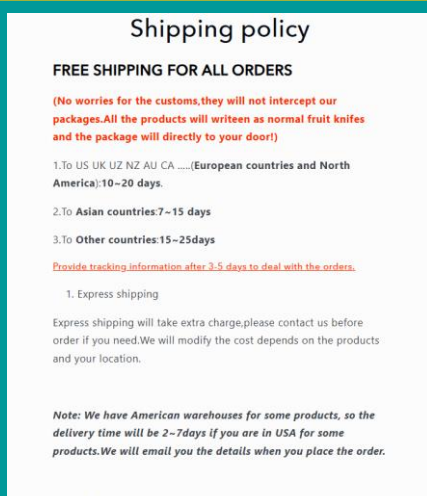 Shipping policy
FREE SHIPPING FOR ALL ORDERS
(No worries for the customs,they will not intercept our
packages.All the products will writeen as normal fruit knifes
and the package will directly to your door!)
1.To US UK UZ NZ AU CA .....(European countries and North
America):10~20 days.
2.To Asian countries:7~15 days
3.To Other countries:15~25days
Provide tracking information after 3-5 days to deal with the orders.
1. Express shipping
Express shipping will take extra charge,please contact us before
order if you need.We will modify the cost depends on the products
and your location.
Note: We have American warehouses for some products, so the
delivery time will be 2~7days if you are in USA for some
products.We will email you the details when you place the order.